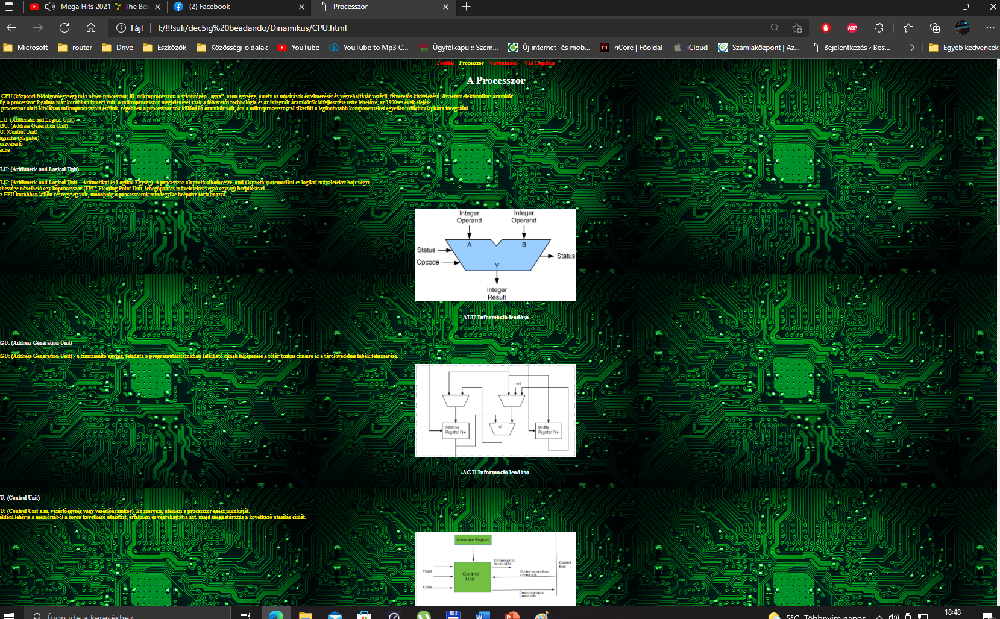 Mega Hits 2021 🌱 The Bes
(2) Facebook
Processzor
Fájl
I:/!!!suli/dec5ig%20beadando/Dinamikus/CPU.html
ABP
Microsoft
router
Drive
Eszközök
Közösségi oldalak
YouTube
YouTube to Mp3 C...
Ügyfélkapu :: Szem...
Új internet- és mob...
nCore | Főoldal
iCloud
Számlaközpont | Az...
Bejelentkezés ‹ Bos...
Egyéb kedvencek
Főoldal Processzor Virtualizáció VM Telepítése
A Processzor
CPU (központi feldolgozóegység) más néven processzor, ill. mikroprocesszor, a számítógép „agya”, azon egysége, amely az utasítások értelmezését és végrehajtását vezérli, félvezetős kivitelezésű, összetett elektronikus áramkör.
íg a processzor fogalma már korábban ismert volt, a mikroprocesszor megjelenését csak a félvezetős technológia és az integrált áramkörök kifejlesztése tette lehetővé, az 1970-es évek elején.
processzor alatt általában mikroprocesszort értünk, régebben a processzor sok különálló áramkör volt, ám a mikroprocesszorral sikerült a legfontosabb komponenseket egyetlen szilíciumlapkára integrálni.
LU: (Arithmetic and Logical Unit)
GU: (Address Generation Unit)
U: (Control Unit)
egiszter (Register)
uszvezérlő
ache
LU: (Arithmetic and Logical Unit)
LU: (Arithmetic and Logical Unit – Aritmetikai és Logikai Egység). A processzor alapvető alkotórésze, ami alapvető matematikai és logikai műveleteket hajt végre.
ebessége növelhető egy koprocesszor (FPU, Floating Point Unit, lebegőpontos műveleteket végző egység) beépítésével.
z FPU korábban külön részegység volt, manapság a processzorok mindegyike beépítve tartalmazza.
Integer Operand
Integer Operand
A
B
Status
Opcode
Status
Y
Integer Result
ALU Információ leadása
GU: (Address Generation Unit)
GU: (Address Generation Unit) - a címszámító egység, feladata a programutasításokban található címek leképezése a főtár fizikai címeire és a tárolóvédelmi hibák felismerése.
Address Register File
+/-
Modify Register File
AGU Információ leadása
U: (Control Unit)
U: (Control Unit a.m. vezérlőegység vagy vezérlőáramkör). Ez szervezi, ütemezi a processzor egész munkáját.
éldául lehívja a memóriából a soron következő utasítást, értelmezi és végrehajtatja azt, majd meghatározza a következő utasítás címét.
Instruction Register
Control signals within CPU
Control Bus
Flags
Control Unit
Control signals from Control bus
Clock
Control signals to Control bus
Írjon ide a kereséshez
5°C Többnyire napos
18:48